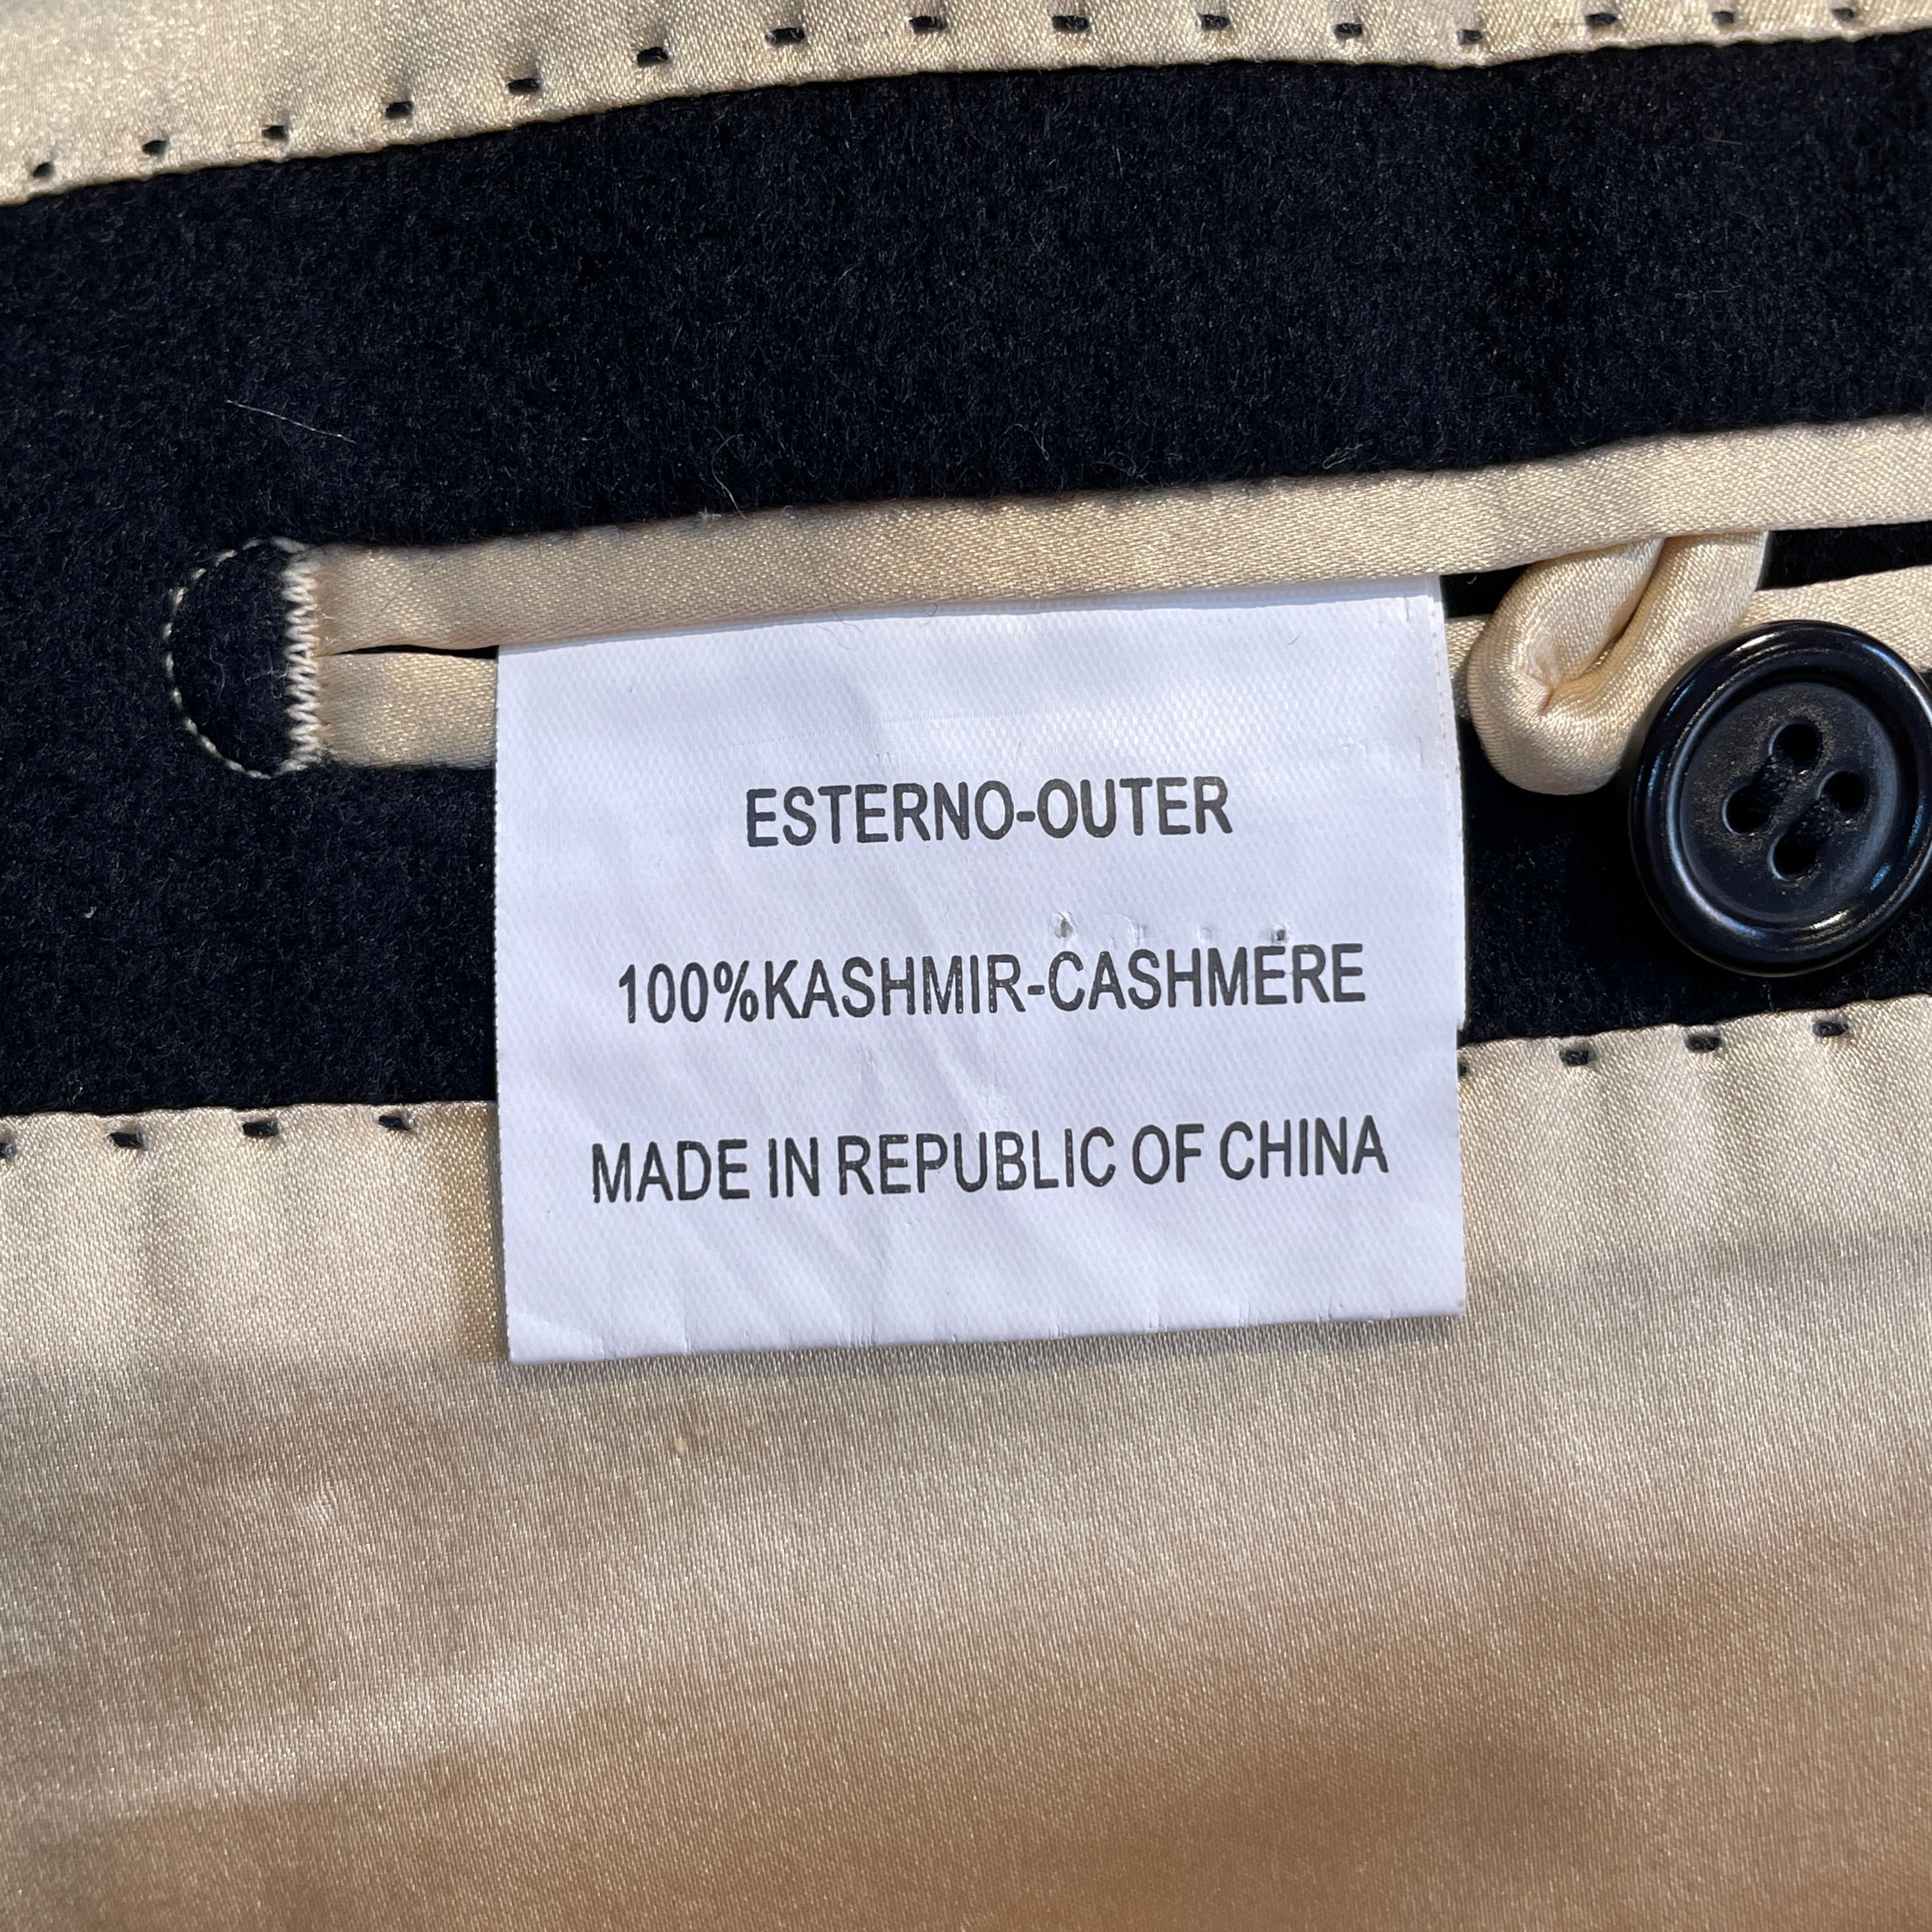 ESTERNO-OUTER
100%KASHMIR-CASHMERE
MADE IN REPUBLIC OF CHINA